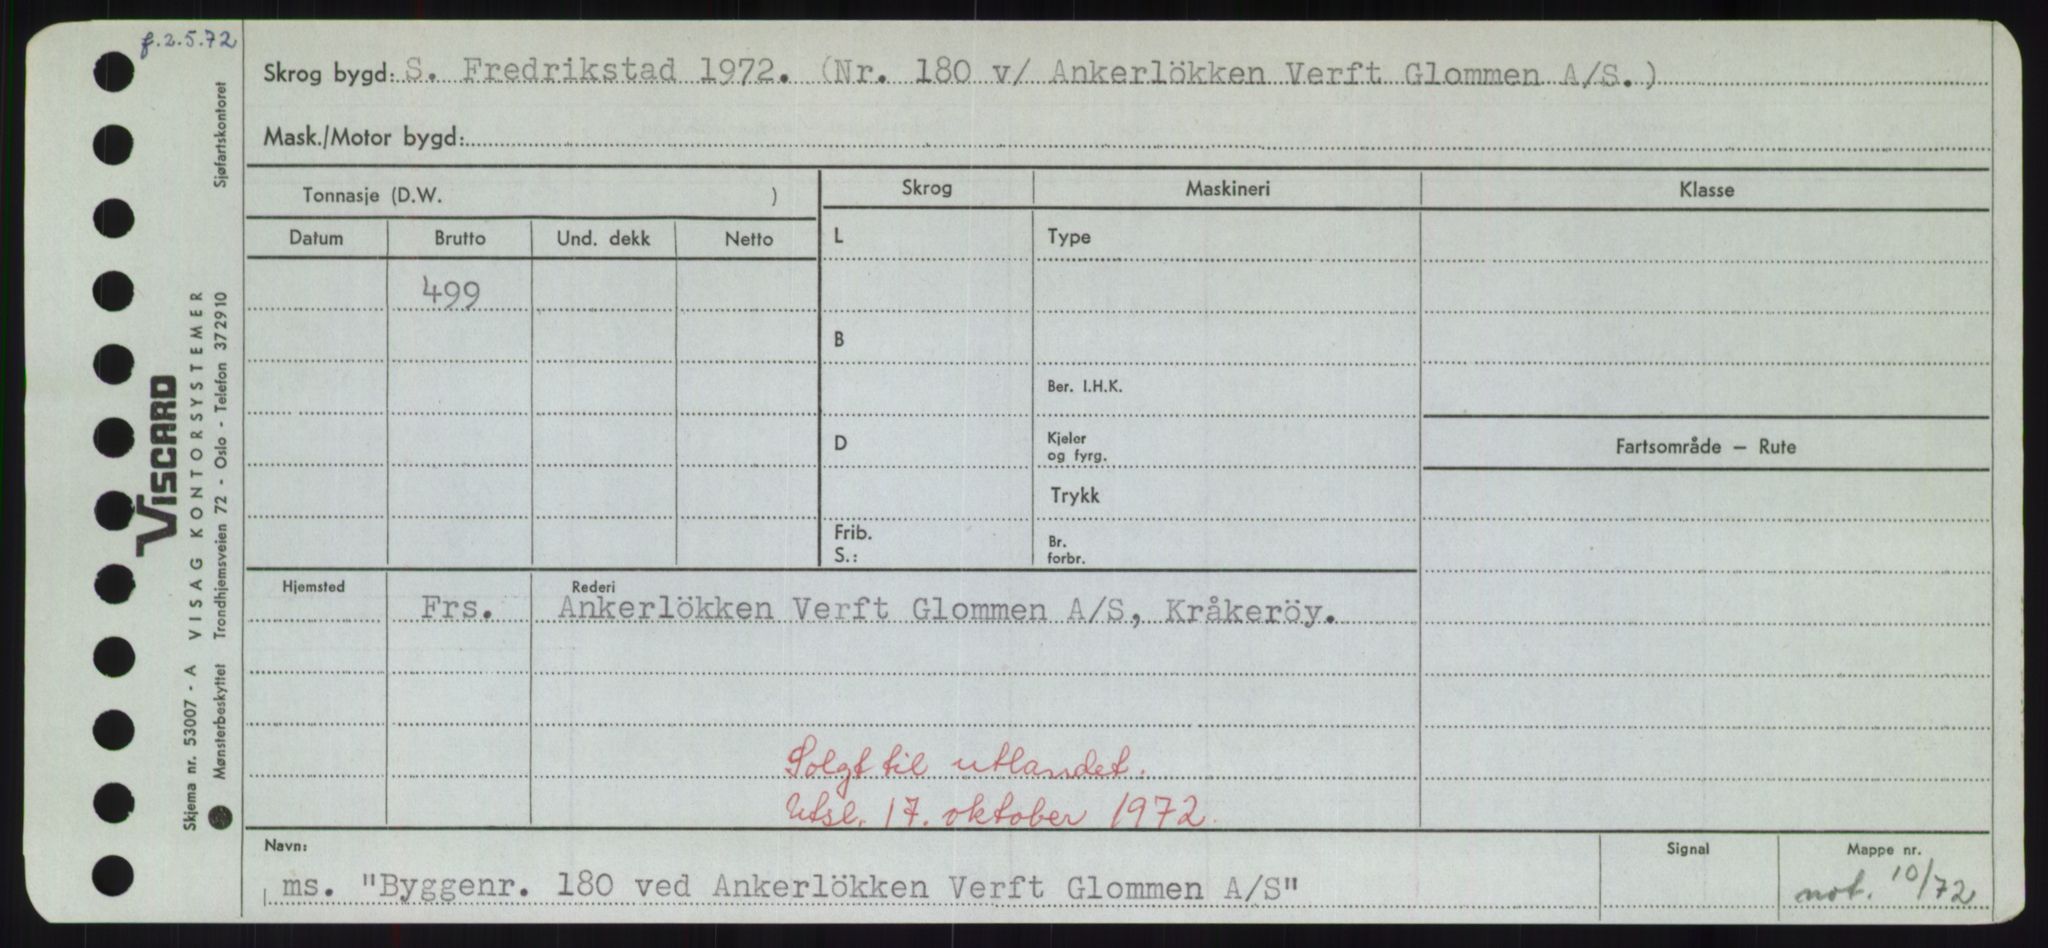 f. 2.5.72
Skrog bygd: S. Fredrikstad 1972. (Nr. 180 v/ Ankerlökken Verft Glommen A/S.)
Mask./Motor bygd:
Tonnasje (D.W. )
Skrog
Maskineri
Klasse
Datum
Brutto
Und. dekk
Netto
L
Type
499
B
Ber. I.H.K.
D
Kjeler
og fyrg.
Fartsområde – Rute
Trykk
Frib.
S.:
Br.
forbr.
Hjemsted
Rederi
Frs. Ankerlökken Verft Glommen A/S, Kråkeröy.
Solgt til utlandet.
Utsl. 17. oktober 1972.
Navn:
Signal
Mappe nr.
ms. "Byggenr. 180 ved Ankerlökken Verft Glommen A/S"
not. 10/72
VISCARD
Skjema nr. 53007 - A VISAG KONTORSYSTEMER
Mønsterbeskyttet Trondhjemsveien 72 - Oslo - Telefon 372910 Sjøfartskontoret